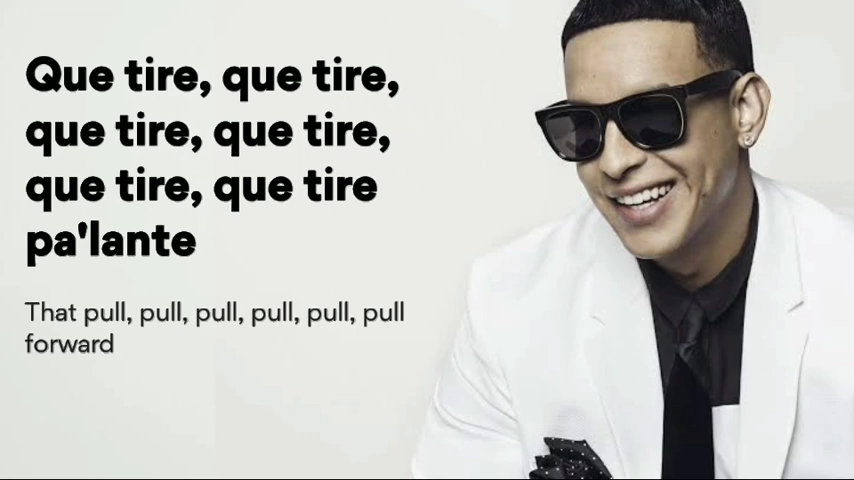 Que tire, que tire,
que tire, que tire,
que tire, que tire
pa'lante
That pull, pull, pull, pull, pull, pull
forward